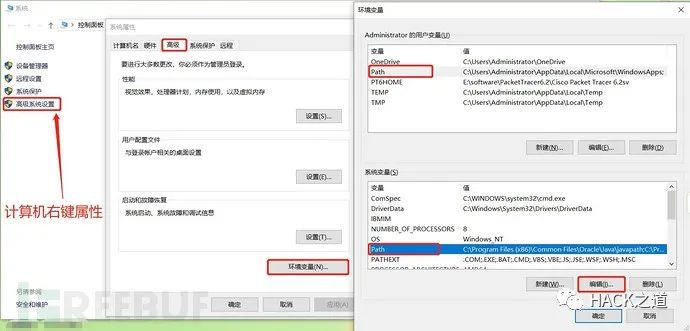 系统
控制面板
控制面板主页
设备管理器
远程设置
系统保护
高级系统设置
计算机右键属性
另请参阅
安全和维护
REEBUF
系统属性
计算机名 硬件 高级 系统保护 远程
要进行大多数更改，你必须作为管理员登录。
性能
视觉效果，处理器计划，内存使用，以及虚拟内存
设置(S)...
用户配置文件
与登录帐户相关的桌面设置
设置(E)...
启动和故障恢复
系统启动、系统故障和调试信息
设置(T)...
环境变量(N)...
确定 取消 应用(A)
环境变量
Administrator 的用户变量(U)
变量 值
OneDrive C:\Users\Administrator\OneDrive
Path C:\Users\Administrator\AppData\Local\Microsoft\WindowsApps;
PT6HOME E:\software\PacketTracer6.2\Cisco Packet Tracer 6.2sv
TEMP C:\Users\Administrator\AppData\Local\Temp
TMP C:\Users\Administrator\AppData\Local\Temp
新建(N)... 编辑(E)... 删除(D)
系统变量(S)
变量 值
ComSpec C:\WINDOWS\system32\cmd.exe
DriverData C:\Windows\System32\Drivers\DriverData
IBMIM
NUMBER_OF_PROCESSORS 8
OS Windows_NT
Path C:\Program Files (x86)\Common Files\Oracle\Java\javapath;C:\Pr...
PATHEXT .COM;.EXE;.BAT;.CMD;.VBS;.VBE;.JS;.JSE;.WSF;.WSH;.MSC
新建(W)... 编辑(I)... 删除(L)
HACK之道
确定 取消